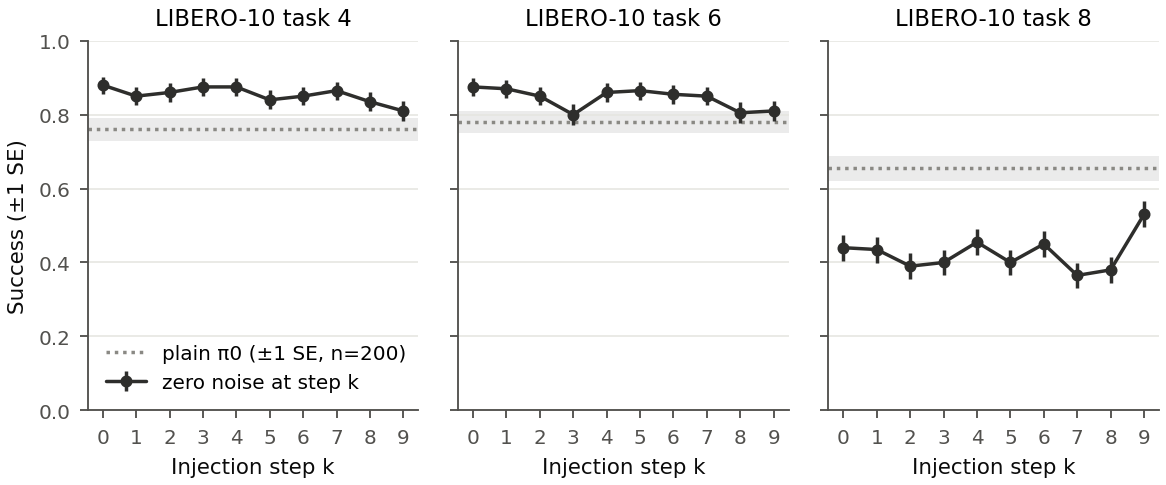 LIBERO-10 task 4
LIBERO-10 task 6
LIBERO-10 task 8
Success (±1 SE)
1.0
0.8
0.6
0.4
0.2
0.0
plain π0 (±1 SE, n=200)
zero noise at step k
0 1 2 3 4 5 6 7 8 9
0 1 2 3 4 5 6 7 8 9
0 1 2 3 4 5 6 7 8 9
Injection step k
Injection step k
Injection step k